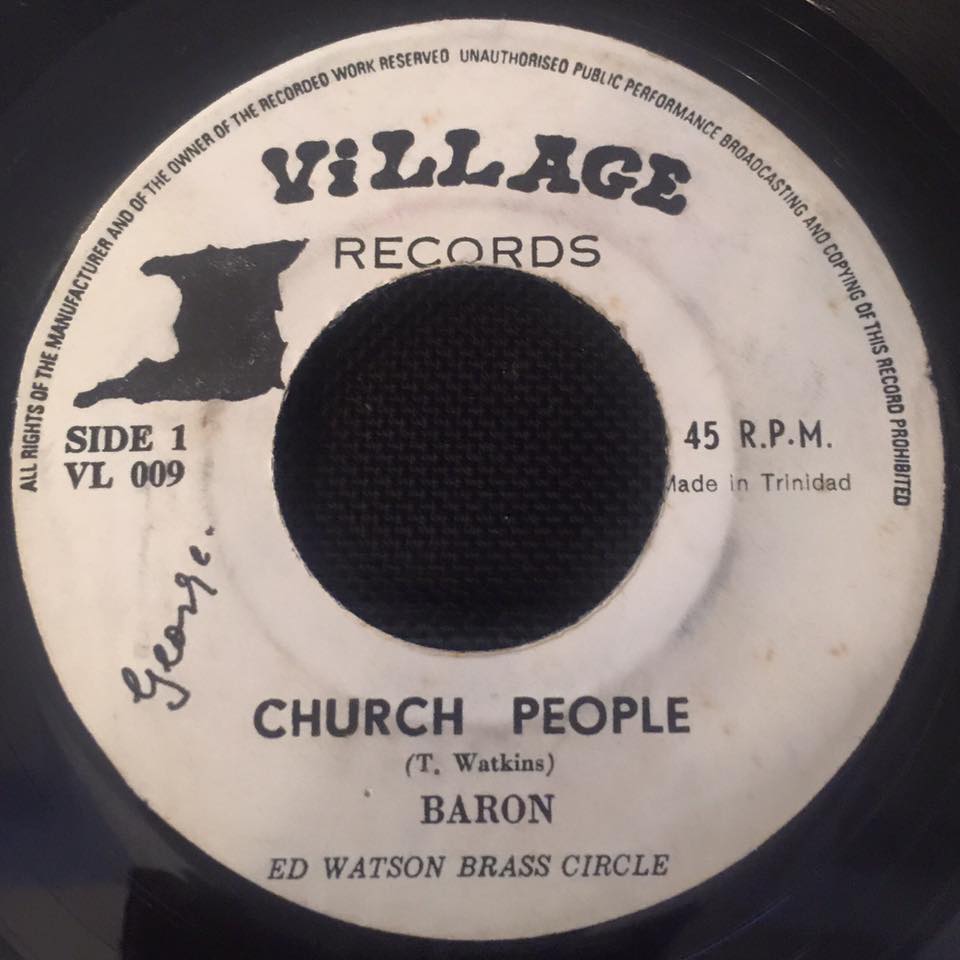 ALL RIGHTS OF THE MANUFACTURER AND OF THE OWNER OF THE RECORDED WORK RESERVED UNAUTHORISED PUBLIC PERFORMANCE BROADCASTING AND COPYING OF THIS RECORD PROHIBITED
ViLLAGE
RECORDS
SIDE 1
VL 009
45 R.P.M.
Made in Trinidad
George.
CHURCH PEOPLE
(T. Watkins)
BARON
ED WATSON BRASS CIRCLE